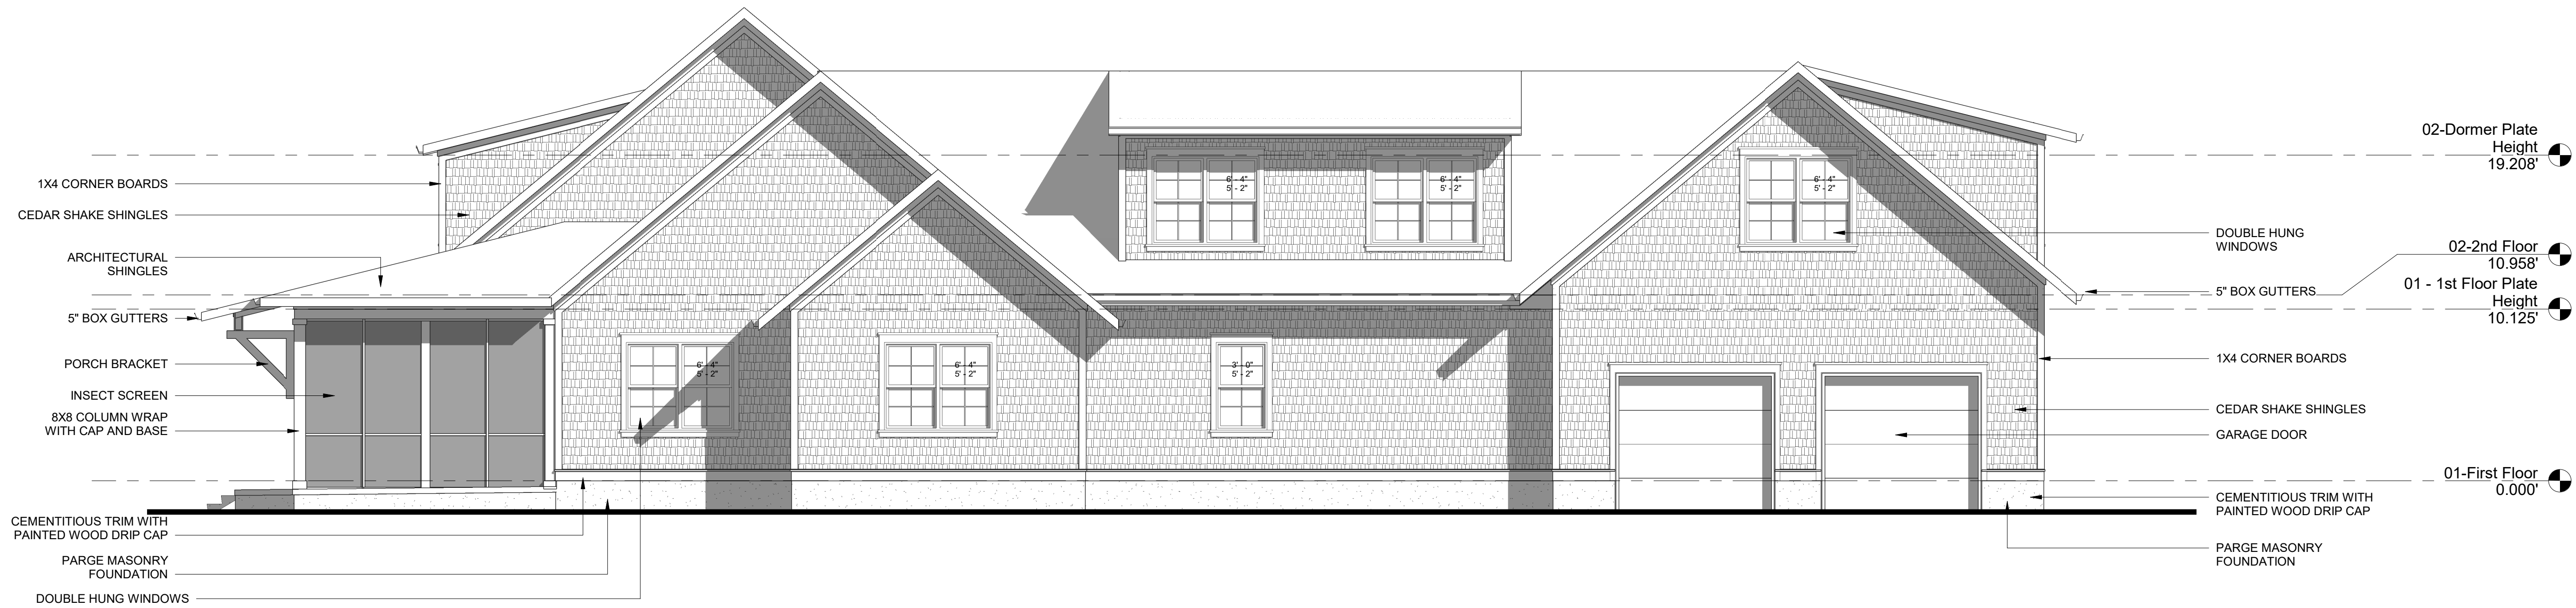 1X4 CORNER BOARDS
CEDAR SHAKE SHINGLES
ARCHITECTURAL
SHINGLES
5" BOX GUTTERS
PORCH BRACKET
INSECT SCREEN
8X8 COLUMN WRAP
WITH CAP AND BASE
CEMENTITIOUS TRIM WITH
PAINTED WOOD DRIP CAP
PARGE MASONRY
FOUNDATION
DOUBLE HUNG WINDOWS
6' - 4"
5' - 2"
6' - 4"
5' - 2"
3' - 0"
5' - 2"
6' - 4"
5' - 2"
6' - 4"
5' - 2"
6' - 4"
5' - 2"
DOUBLE HUNG
WINDOWS
5" BOX GUTTERS
1X4 CORNER BOARDS
CEDAR SHAKE SHINGLES
GARAGE DOOR
CEMENTITIOUS TRIM WITH
PAINTED WOOD DRIP CAP
PARGE MASONRY
FOUNDATION
02-Dormer Plate
Height
19.208'
02-2nd Floor
10.958'
01 - 1st Floor Plate
Height
10.125'
01-First Floor
0.000'